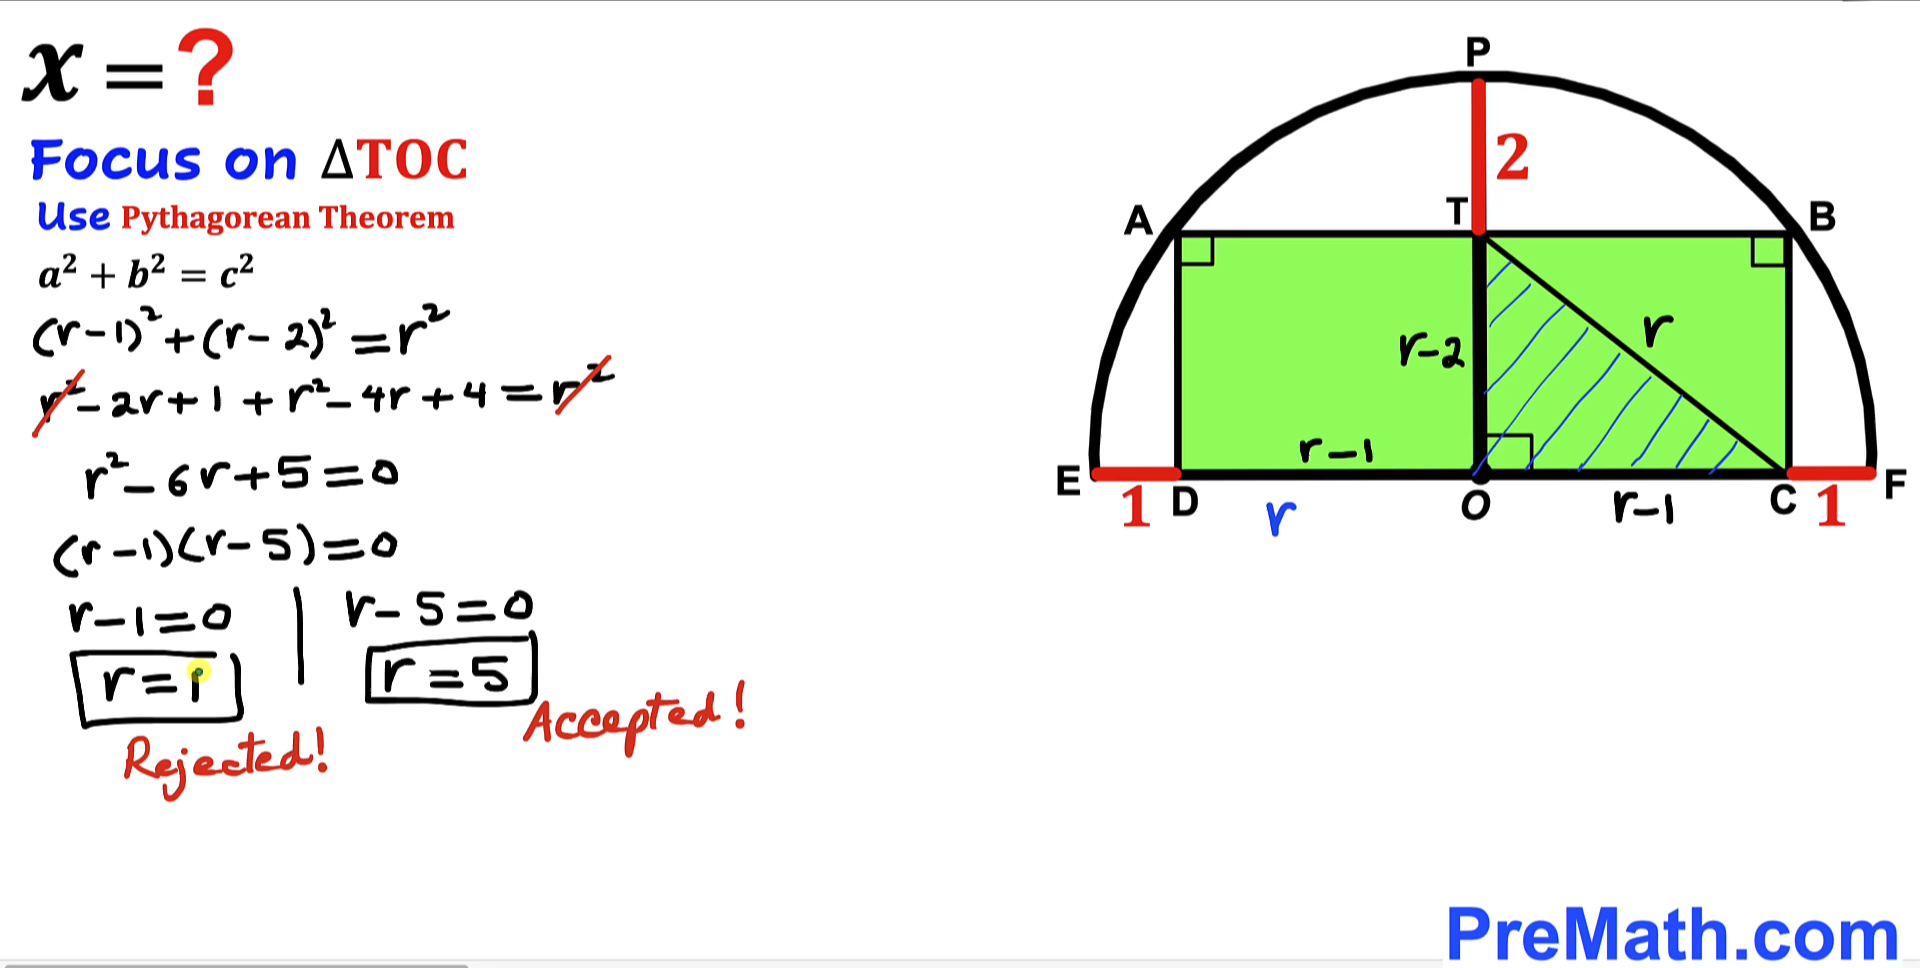 x = ?
Focus on ΔTOC
Use Pythagorean Theorem
a² + b² = c²
(r-1)² + (r-2)² = r²
r² - 2r + 1 + r² - 4r + 4 = r²
r² - 6r + 5 = 0
(r-1)(r-5) = 0
r-1=0 | r-5=0
r=1
r=5
Rejected!
Accepted!
P
2
A
T
B
r-2
r
r-1
E
1
D
r
O
r-1
C
1
F
PreMath.com